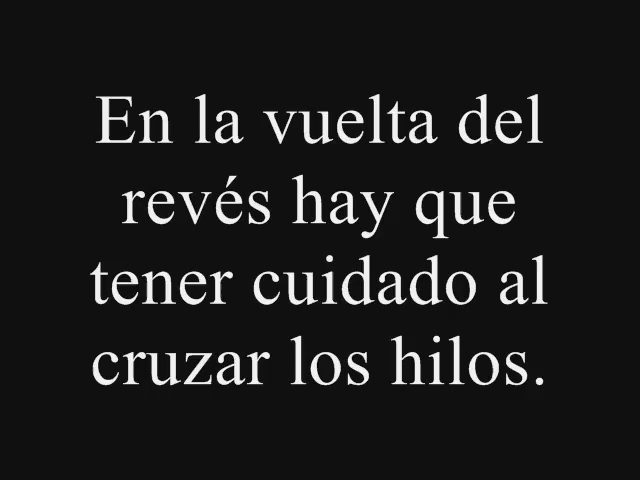 En la vuelta del
revés hay que
tener cuidado al
cruzar los hilos.